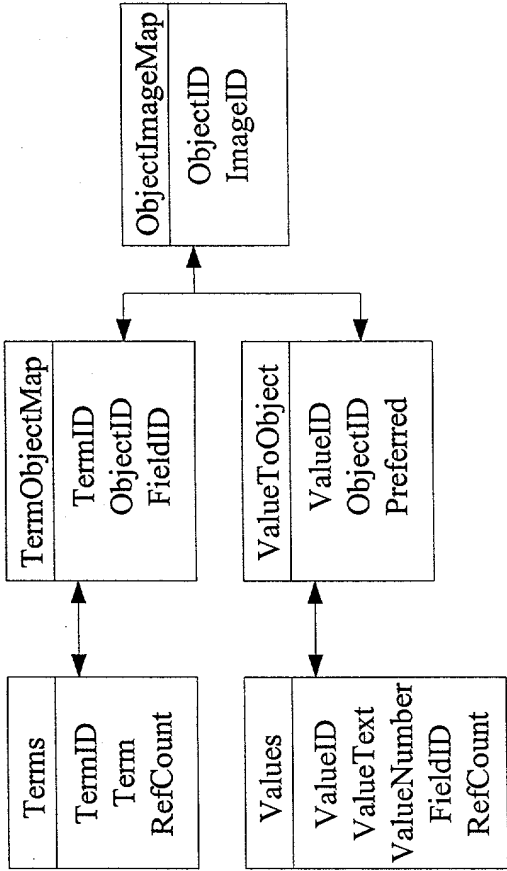 Terms
TermID
Term
RefCount
TermObjectMap
TermID
ObjectID
FieldID
ObjectImageMap
ObjectID
ImageID
Values
ValueID
ValueText
ValueNumber
FieldID
RefCount
ValueToObject
ValueID
ObjectID
Preferred